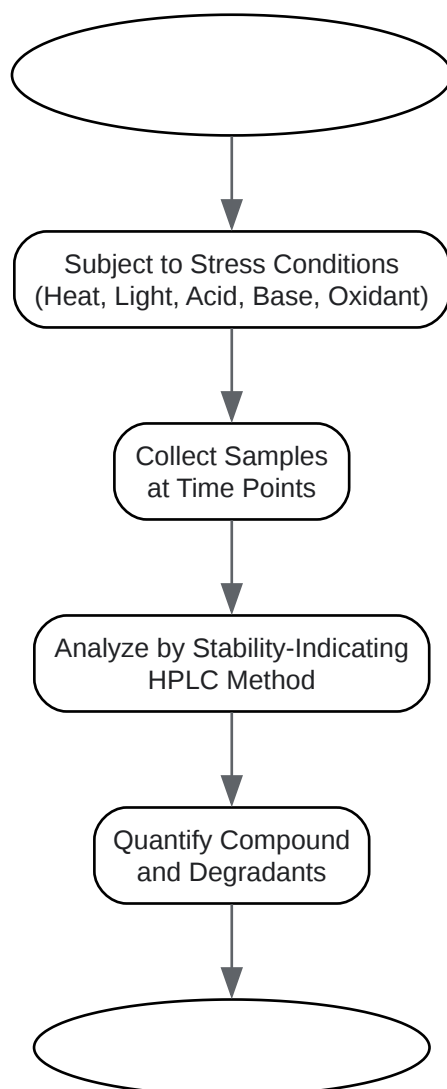 Subject to Stress Conditions
(Heat, Light, Acid, Base, Oxidant)
Collect Samples
at Time Points
Analyze by Stability-Indicating
HPLC Method
Quantify Compound
and Degradants